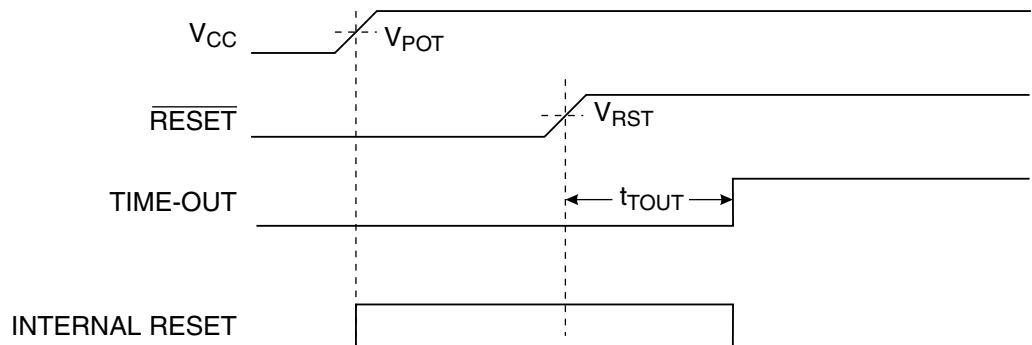 VCC
VPOT
RESET
VRST
TIME-OUT
tTOUT
INTERNAL RESET